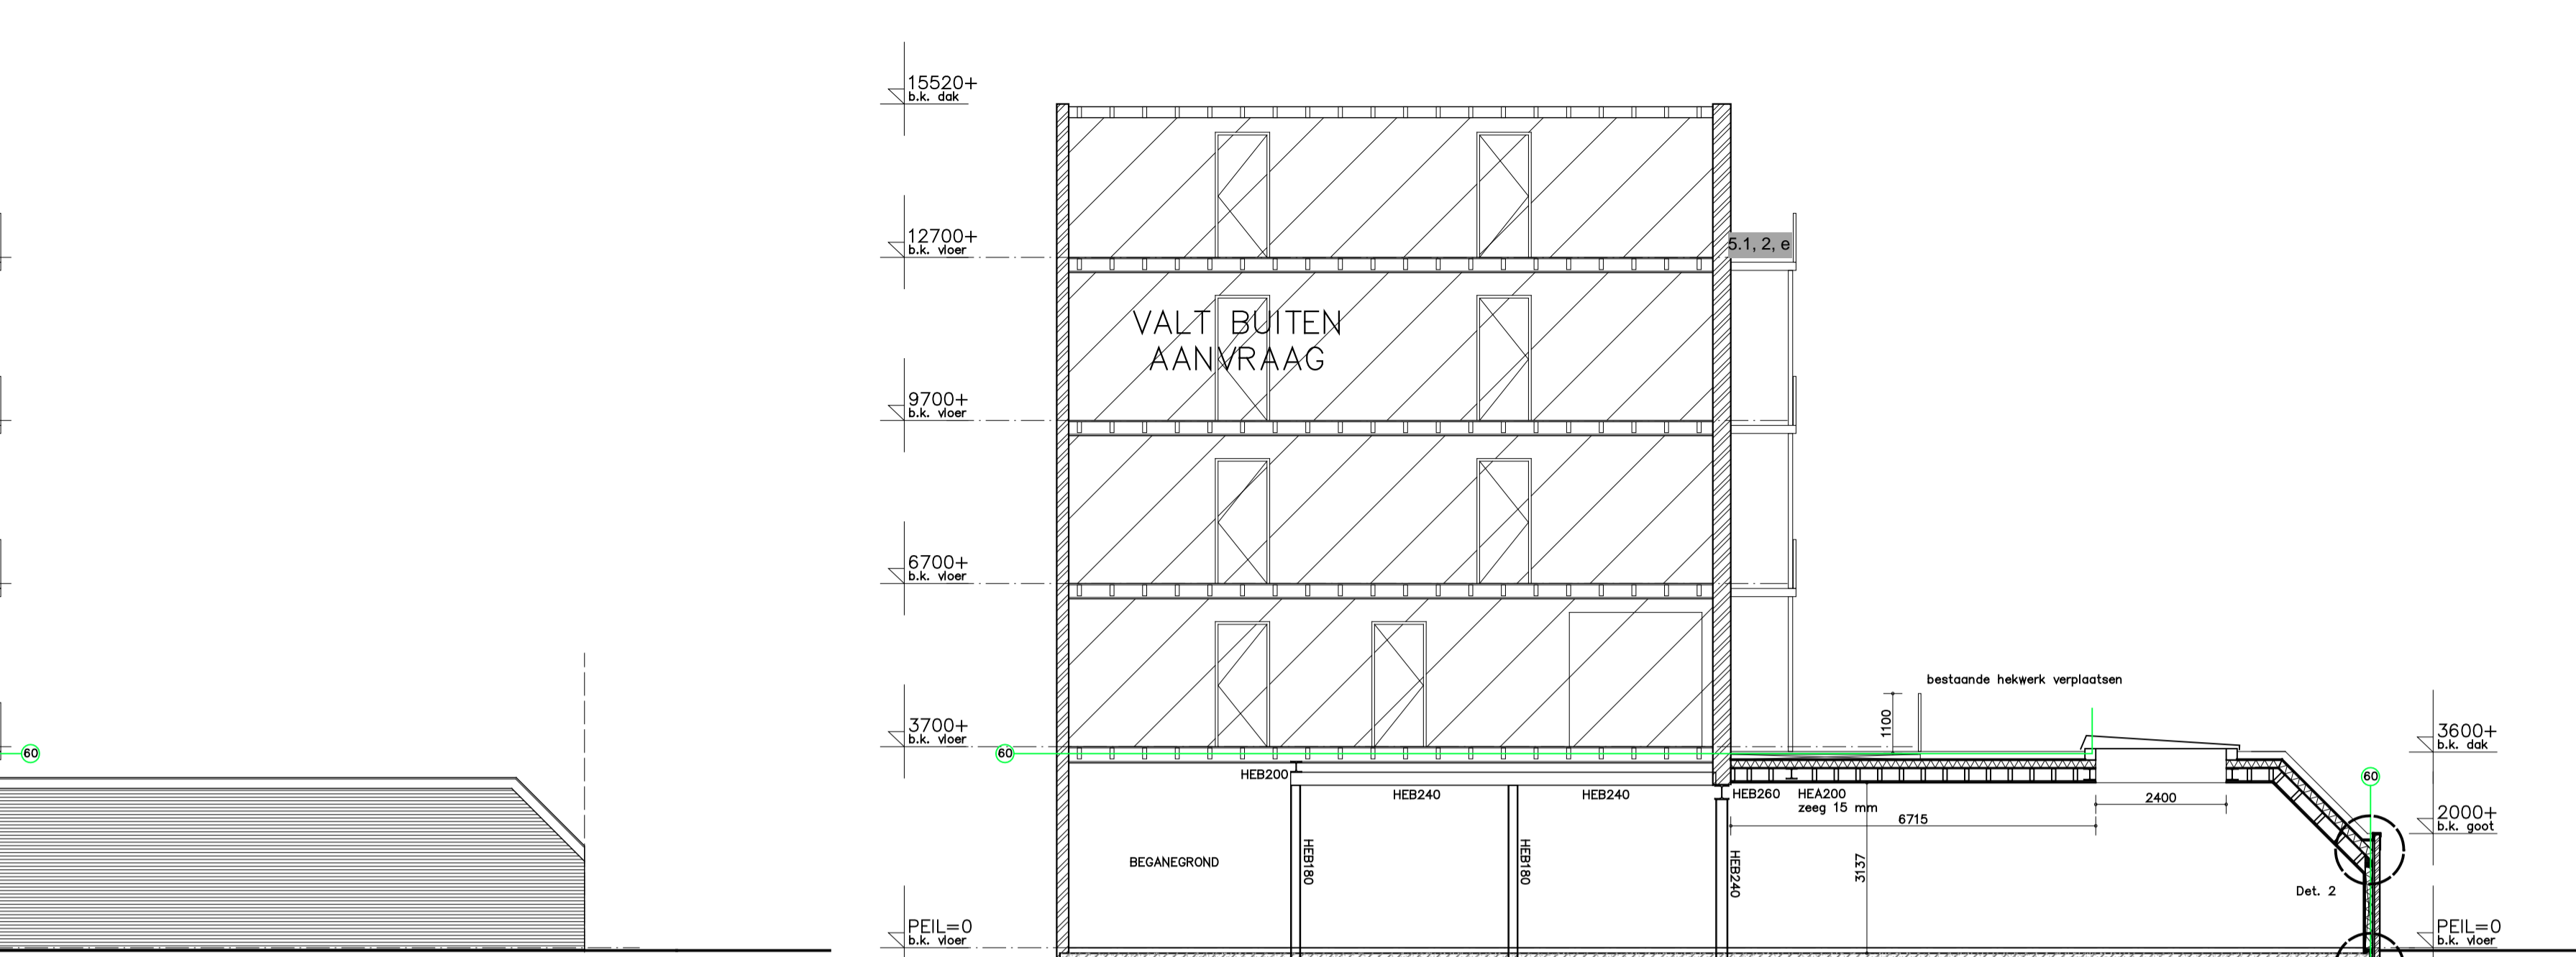 15520+
b.k. dak
12700+
b.k. vloer
5.1, 2, e
VALT BUITEN
AANVRAAG
9700+
b.k. vloer
6700+
b.k. vloer
bestaande hekwerk verplaatsen
1100
3700+
b.k. vloer
3600+
b.k. dak
60
60
60
HEB200
HEB240
HEB240
HEB260
HEA200
zeeg 15 mm
2400
6715
2000+
b.k. goot
BEGANEGROND
HEB180
HEB180
HEB240
3137
Det. 2
PEIL=0
b.k. vloer
PEIL=0
b.k. vloer